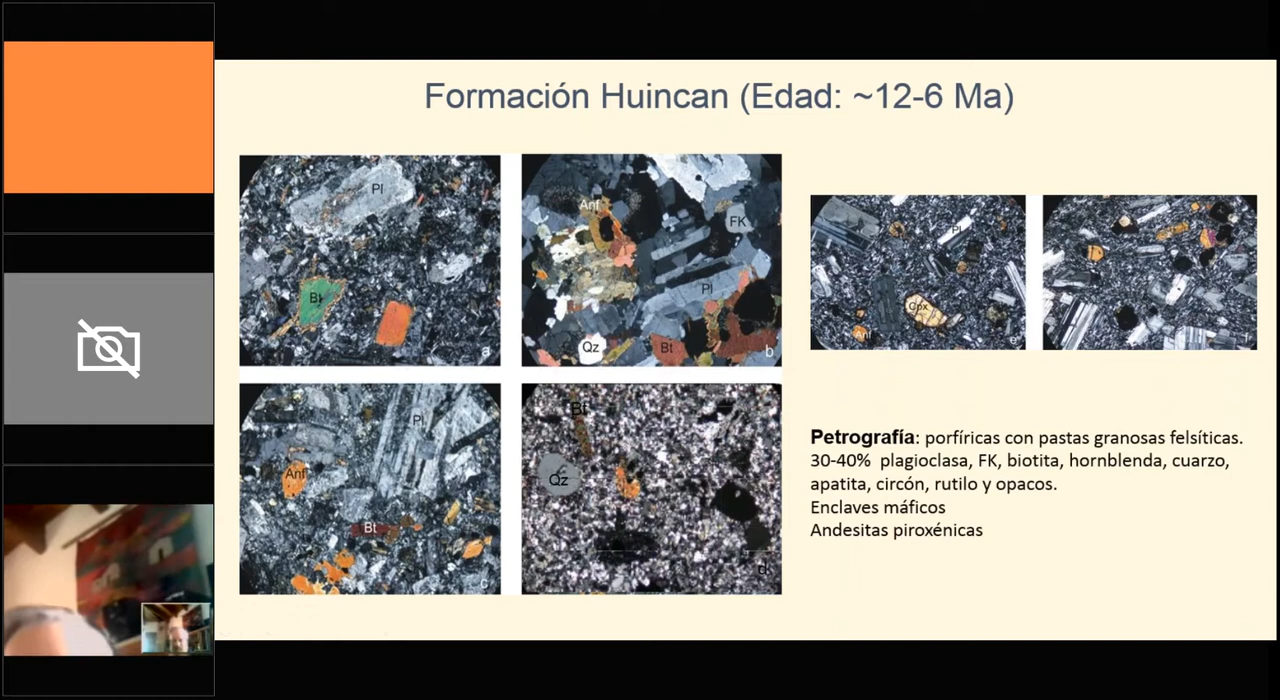 Formación Huincan (Edad: ~12-6 Ma)
Pl
Bt
a
Anf
FK
Pl
Qz
Bt
b
Pl
Anf
Bt
c
Bt
Qz
d
Pl
Cpx
Anf
e
f
Petrografía: porfíricas con pastas granosas felsíticas.
30-40% plagioclasa, FK, biotita, hornblenda, cuarzo,
apatita, circón, rutilo y opacos.
Enclaves máficos
Andesitas piroxénicas